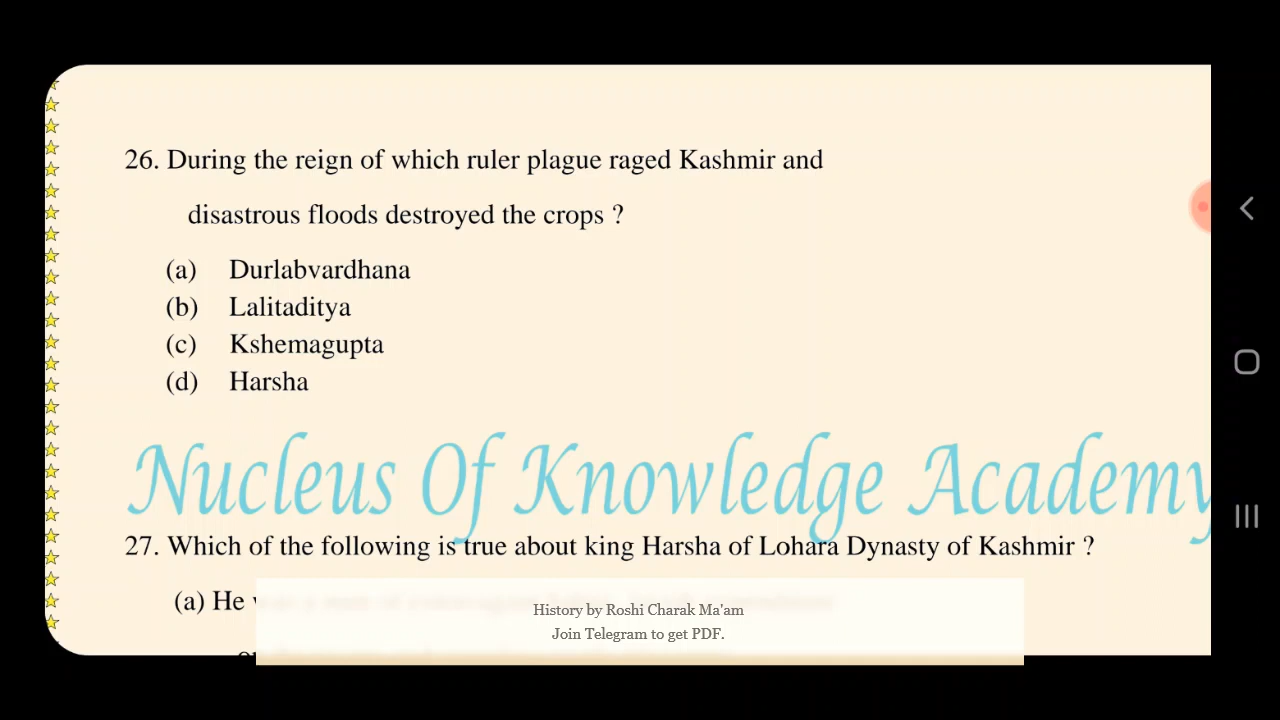 26. During the reign of which ruler plague raged Kashmir and
disastrous floods destroyed the crops ?
(a) Durlabvardhana
(b) Lalitaditya
(c) Kshemagupta
(d) Harsha
Nucleus Of Knowledge Academy
27. Which of the following is true about king Harsha of Lohara Dynasty of Kashmir ?
(a) He
History by Roshi Charak Ma'am
Join Telegram to get PDF.